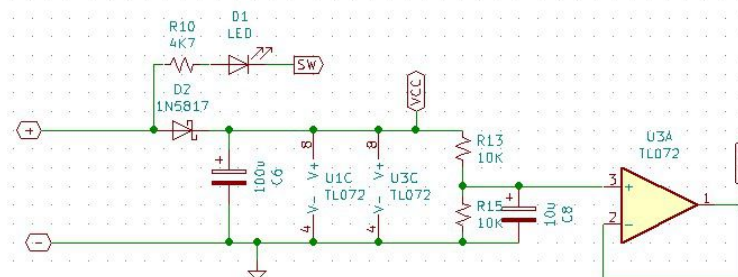 D1
LED
R10
4K7
SW
D2
1N5817
VCC
+
+
100u
C6
8
V+
V-
4
U1C
TL072
8
V+
V-
4
U3C
TL072
R13
10K
R15
10K
+
10u
C8
U3A
TL072
3
+
2
-
1
-